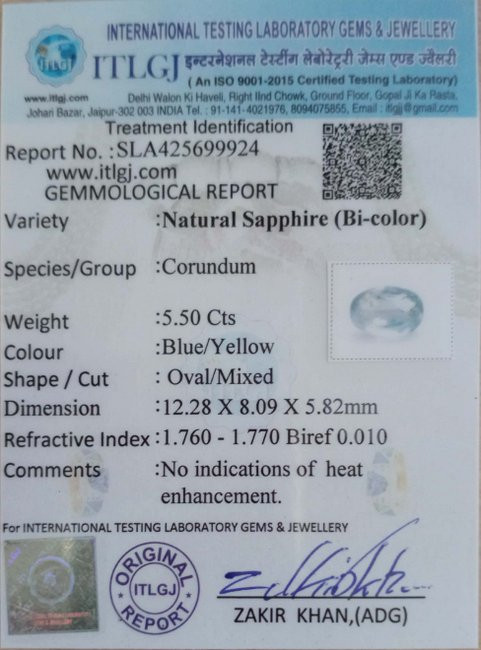 INTERNATIONAL TESTING LABORATORY GEMS & JEWELLERY
ITLGJ
ITLGJ इन्टरनेशनल टेस्टींग लेबोरेट्ररी जेम्स एण्ड ज्वैलरी
( An ISO 9001-2015 Certified Testing Laboratory)
www.itlgj.com Delhi Walon Ki Haveli, Right IInd Chowk, Ground Floor, Gopal Ji Ka Rasta,
Johari Bazar, Jaipur-302 003 INDIA Tel. : 91-141-4021976, 8094075855, Email : itlgj@gmail.com
Treatment Identification
Report No. :SLA425699924
www.itlgj.com
GEMMOLOGICAL REPORT
Variety :Natural Sapphire (Bi-color)
Species/Group :Corundum
Weight :5.50 Cts
Colour :Blue/Yellow
Shape / Cut : Oval/Mixed
Dimension :12.28 X 8.09 X 5.82mm
Refractive Index :1.760 - 1.770 Biref 0.010
Comments :No indications of heat
enhancement.
For INTERNATIONAL TESTING LABORATORY GEMS & JEWELLERY
ORIGINAL
ITLGJ
REPORT
ZAKIR KHAN,(ADG)